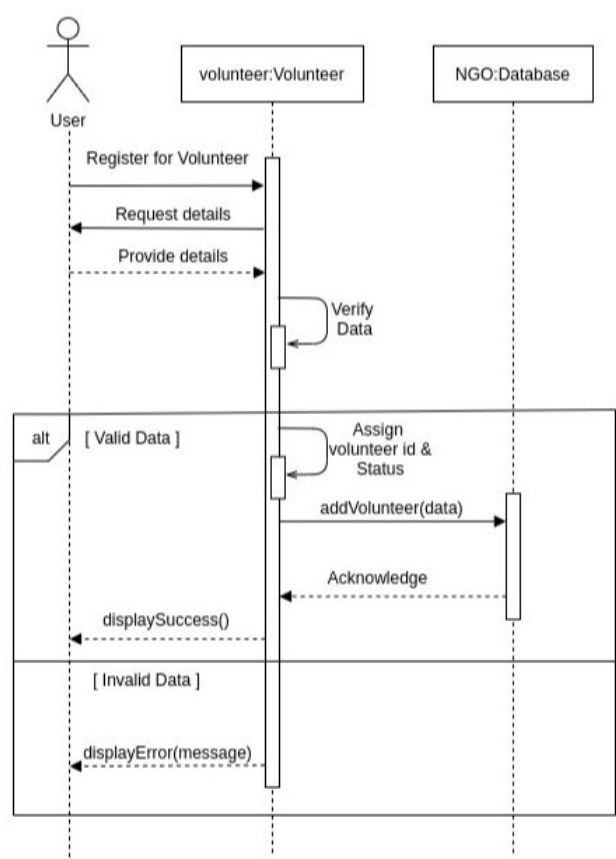 volunteer:Volunteer
NGO:Database
User
Register for Volunteer
Request details
Provide details
Verify
Data
alt
[ Valid Data ]
Assign
volunteer id &
Status
addVolunteer(data)
Acknowledge
displaySuccess()
[ Invalid Data ]
displayError(message)